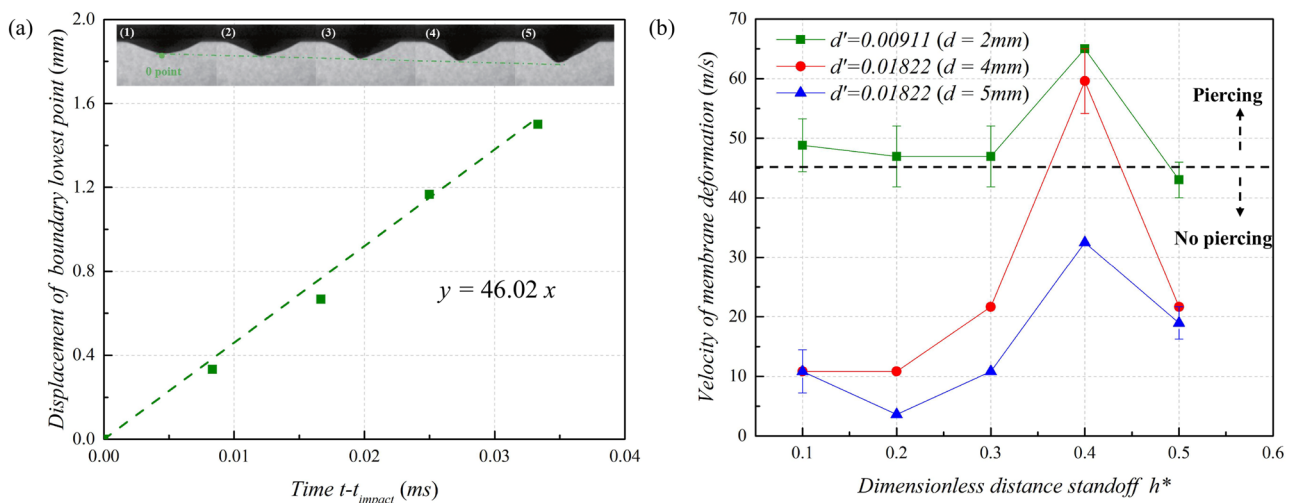 (a)
Displacement of boundary lowest point (mm)
2.0
1.6
1.2
0.8
0.4
0.0
(1) (2) (3) (4) (5)
0 point
y = 46.02 x
0.00 0.01 0.02 0.03 0.04
Time t-t_impact (ms)
(b)
Velocity of membrane deformation (m/s)
70
60
50
40
30
20
10
0
d'=0.00911 (d = 2mm)
d'=0.01822 (d = 4mm)
d'=0.01822 (d = 5mm)
Piercing
No piercing
0.1 0.2 0.3 0.4 0.5 0.6
Dimensionless distance standoff h*